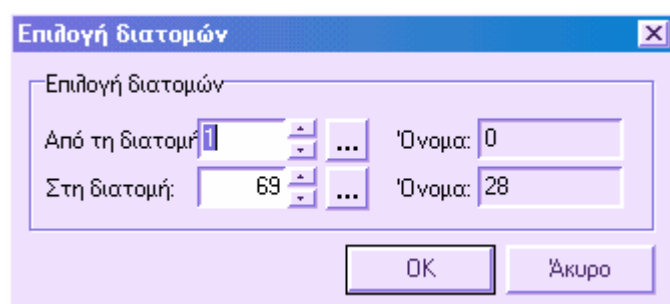 Επιλογή διατομών
Επιλογή διατομών
Από τη διατομή 1 ... Όνομα: 0
Στη διατομή: 69 ... Όνομα: 28
OK Άκυρο